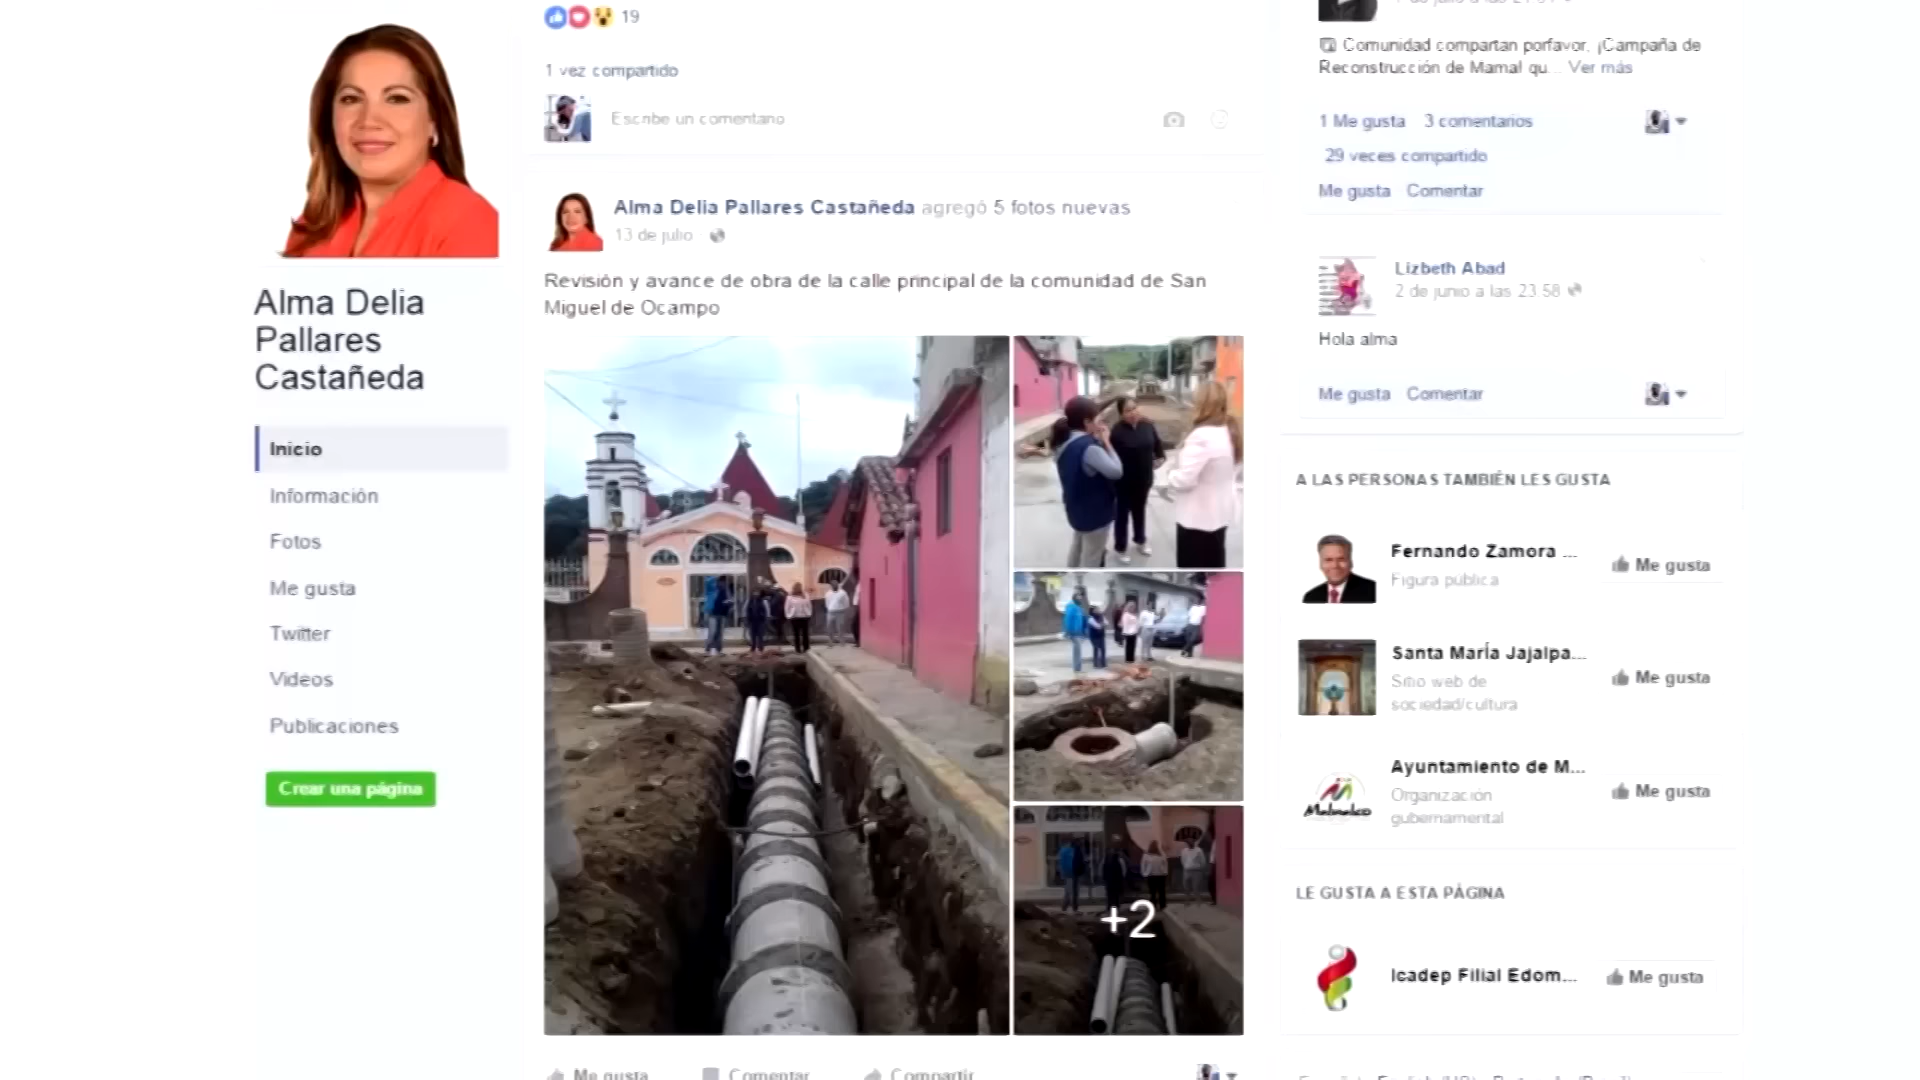 Alma Delia
Pallares
Castañeda
Inicio
Información
Fotos
Me gusta
Twitter
Videos
Publicaciones
Crear una página
19
1 vez compartido
Escribe un comentario
Alma Delia Pallares Castañeda agregó 5 fotos nuevas
13 de julio
Revisión y avance de obra de la calle principal de la comunidad de San
Miguel de Ocampo
+2
Me gusta Comentar Compartir
Comunidad compartan porfavor. ¡Campaña de
Reconstrucción de Mamal qu... Ver más
1 Me gusta 3 comentarios
29 veces compartido
Me gusta Comentar
Lizbeth Abad
2 de junio a las 23:58
Hola alma
Me gusta Comentar
A LAS PERSONAS TAMBIÉN LES GUSTA
Fernando Zamora ...
Figura pública
Me gusta
Santa María Jajalpa...
Sitio web de
sociedad/cultura
Me gusta
Ayuntamiento de M...
Organización
gubernamental
Me gusta
LE GUSTA A ESTA PÁGINA
Icadep Filial Edom...
Me gusta